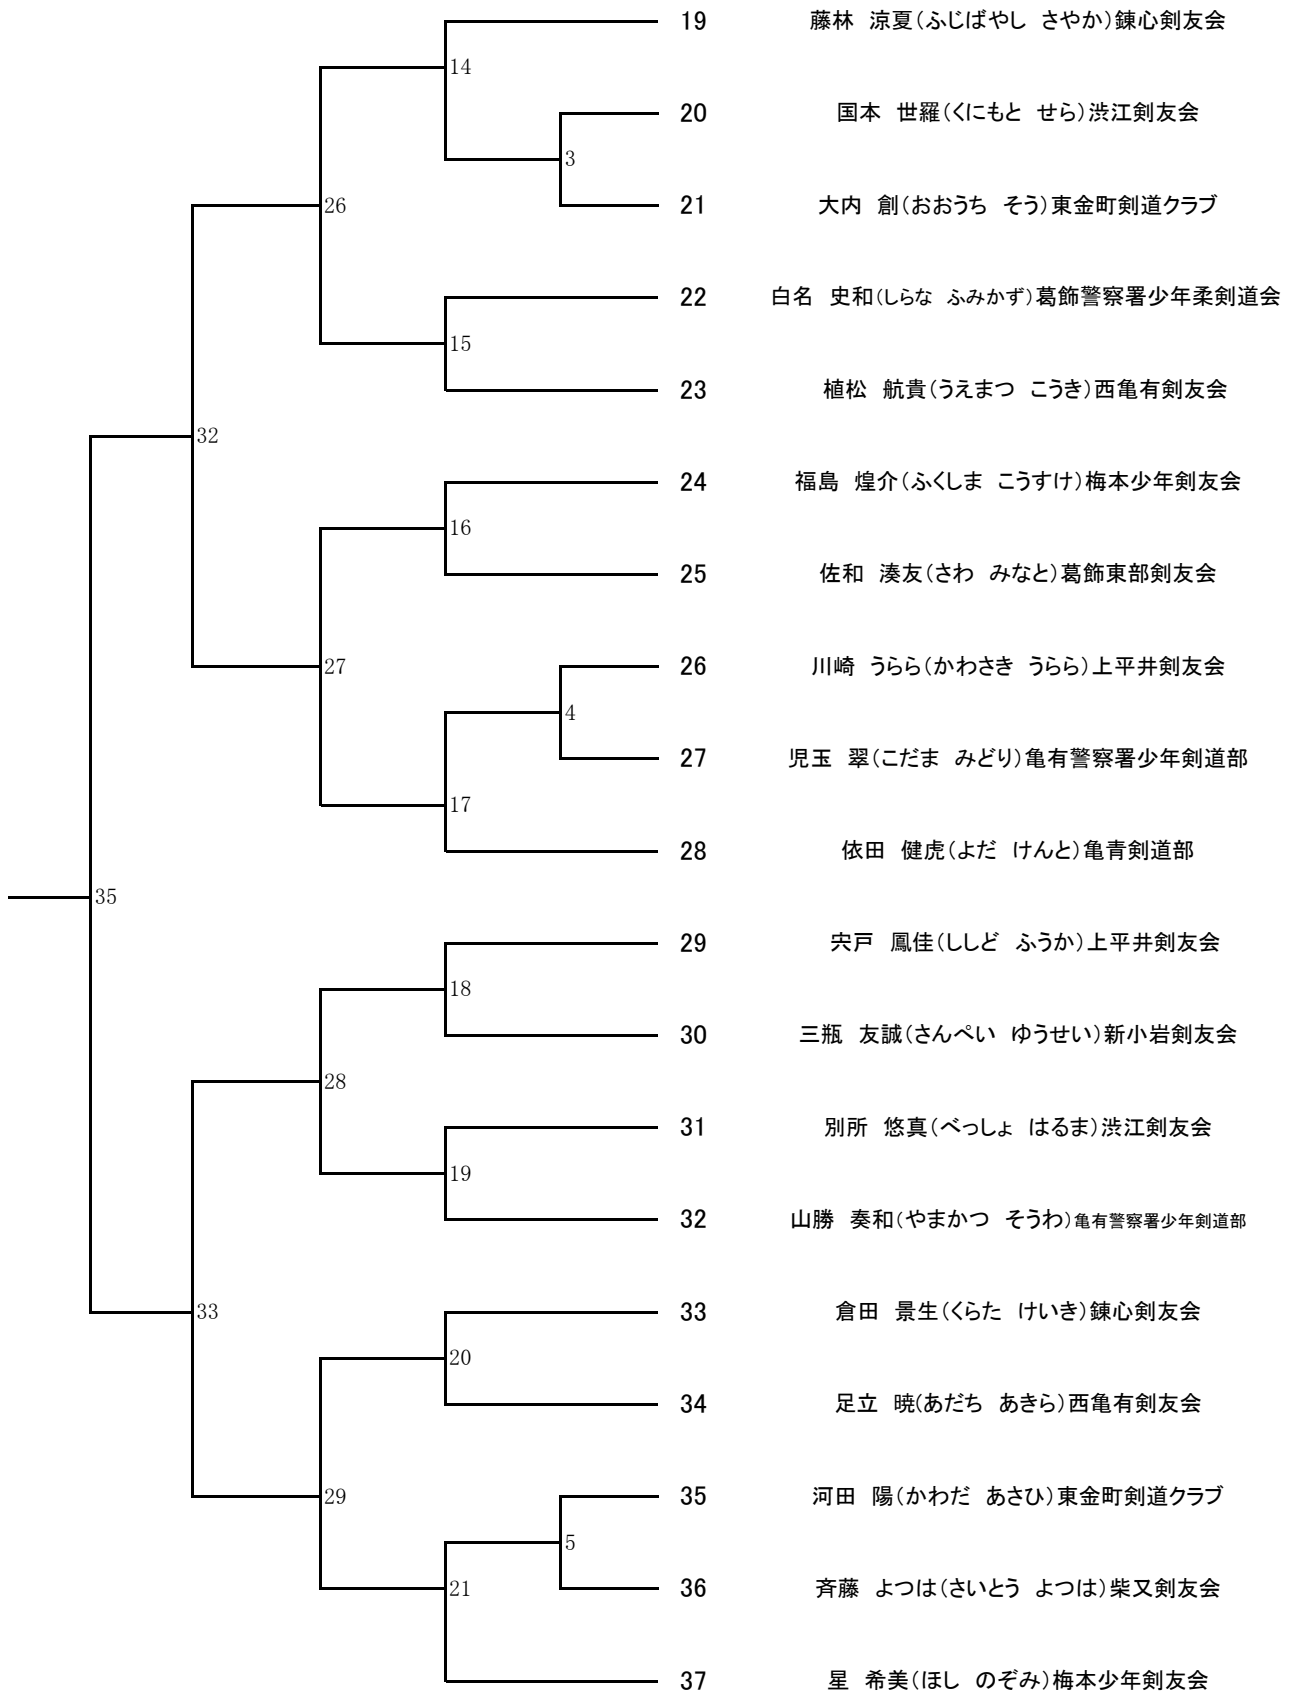 19 藤林 涼夏(ふじばやし さやか)錬心剣友会
14
20 国本 世羅(くにもと せら)渋江剣友会
3
21 大内 創(おおうち そう)東金町剣道クラブ
26
22 白名 史和(しらな ふみかず)葛飾警察署少年柔剣道会
15
23 植松 航貴(うえまつ こうき)西亀有剣友会
32
24 福島 煌介(ふくしま こうすけ)梅本少年剣友会
16
25 佐和 湊友(さわ みなと)葛飾東部剣友会
26 川崎 うらら(かわさき うらら)上平井剣友会
27
4
27 児玉 翠(こだま みどり)亀有警察署少年剣道部
17
28 依田 健虎(よだ けんと)亀青剣道部
35
29 宍戸 鳳佳(ししど ふうか)上平井剣友会
18
30 三瓶 友誠(さんぺい ゆうせい)新小岩剣友会
28
31 別所 悠真(べっしょ はるま)渋江剣友会
19
32 山勝 奏和(やまかつ そうわ)亀有警察署少年剣道部
33 倉田 景生(くらた けいき)錬心剣友会
33
20
34 足立 暁(あだち あきら)西亀有剣友会
35 河田 陽(かわだ あさひ)東金町剣道クラブ
29
5
36 斉藤 よつは(さいとう よつは)柴又剣友会
21
37 星 希美(ほし のぞみ)梅本少年剣友会